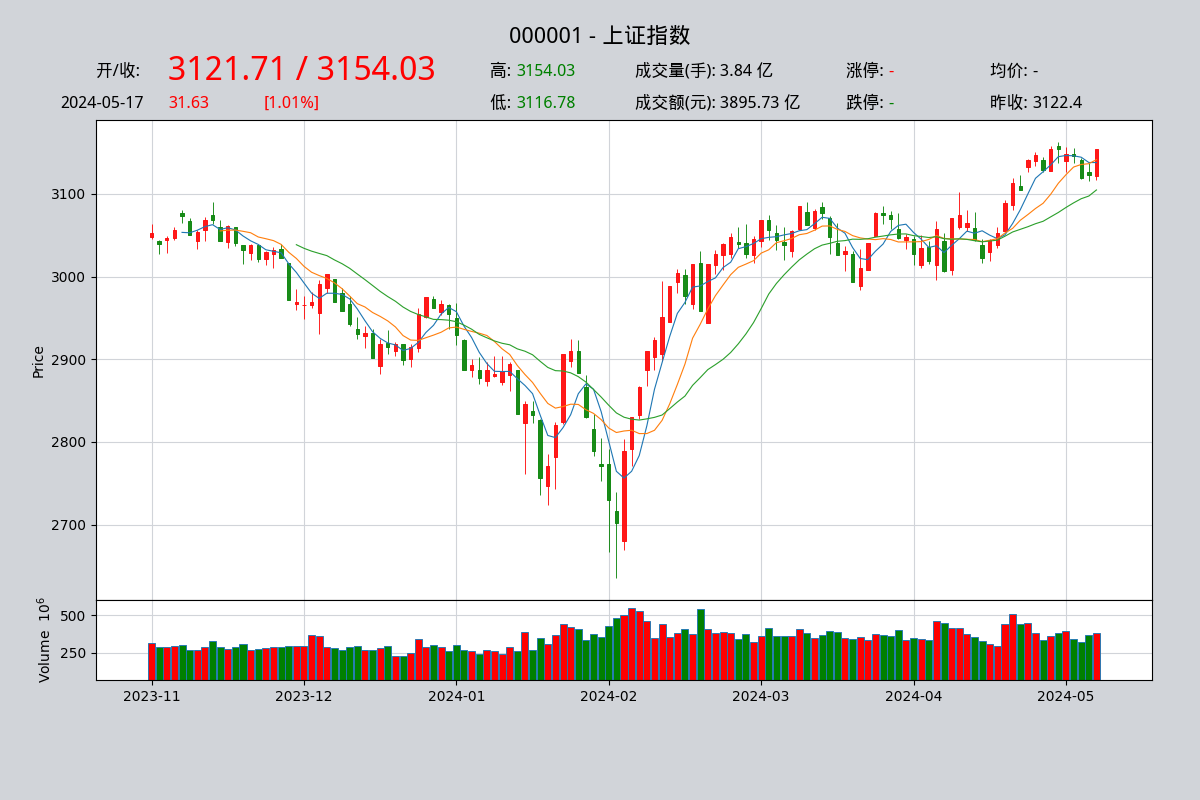 000001 - 上证指数
开/收: 3121.71 / 3154.03 高: 3154.03 成交量(手): 3.84 亿 涨停: - 均价: -
2024-05-17 31.63 [1.01%] 低: 3116.78 成交额(元): 3895.73 亿 跌停: - 昨收: 3122.4
3100
3000
2900
2800
2700
Price
500
250
Volume 10⁶
2023-11 2023-12 2024-01 2024-02 2024-03 2024-04 2024-05